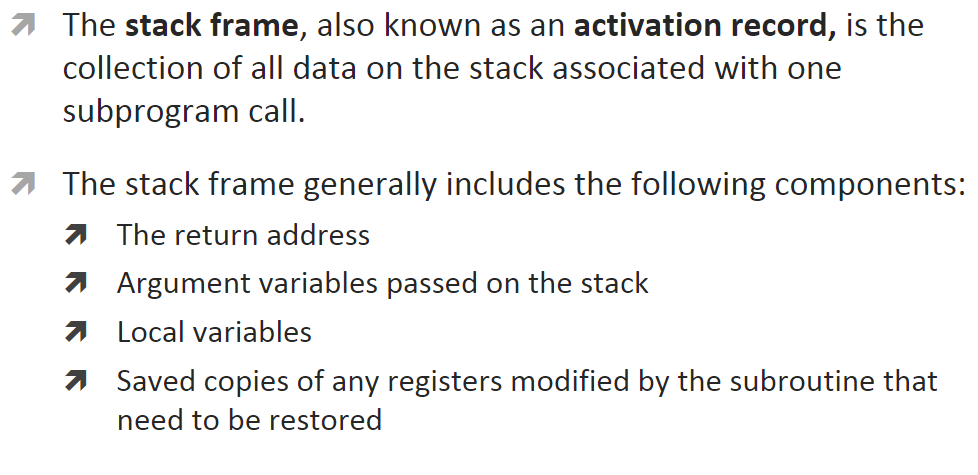 The stack frame, also known as an activation record, is the
collection of all data on the stack associated with one
subprogram call.
The stack frame generally includes the following components:
The return address
Argument variables passed on the stack
Local variables
Saved copies of any registers modified by the subroutine that
need to be restored